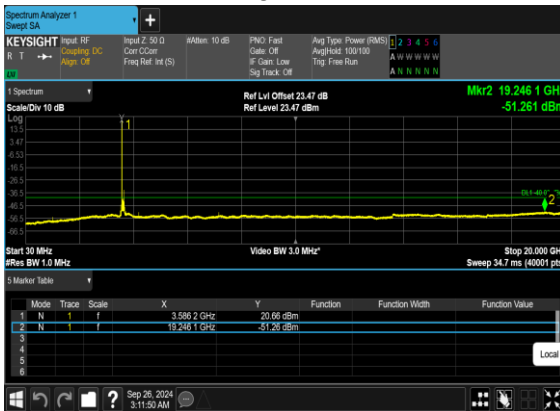 Spectrum Analyzer 1
Swept SA
KEYSIGHT Input: RF Input Z: 50 Ω #Atten: 10 dB PNO: Fast Avg Type: Power (RMS) 1 2 3 4 5 6
R T Coupling: DC Corr CCorr Gate: Off Avg|Hold: 100/100 A W W W W W
Align: Off Freq Ref: Int (S) IF Gain: Low Trig: Free Run
Sig Track: Off A N N N N N
1 Spectrum Ref Lvl Offset 23.47 dB Mkr2 19.246 1 GH
Scale/Div 10 dB Ref Level 23.47 dBm -51.261 dBm
Log
13.5
3.47
-6.53
-16.5
-26.5
-36.5
-46.5
-56.5
-66.5
1
2
Start 30 MHz Video BW 3.0 MHz* Stop 20.000 GH
#Res BW 1.0 MHz Sweep 34.7 ms (40001 pts
5 Marker Table
Mode Trace Scale X Y Function Function Width Function Value
1 N 1 f 3.586 2 GHz 20.66 dBm
2 N 1 f 19.246 1 GHz -51.26 dBm
3
4
5
6
Local
Sep 26, 2024
3:11:50 AM